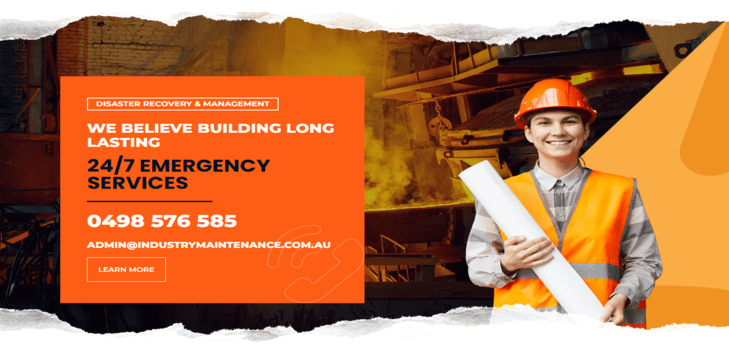 DISASTER RECOVERY & MANAGEMENT
WE BELIEVE BUILDING LONG
LASTING
24/7 EMERGENCY
SERVICES
0498 576 585
ADMIN@INDUSTRYMAINTENANCE.COM.AU
LEARN MORE